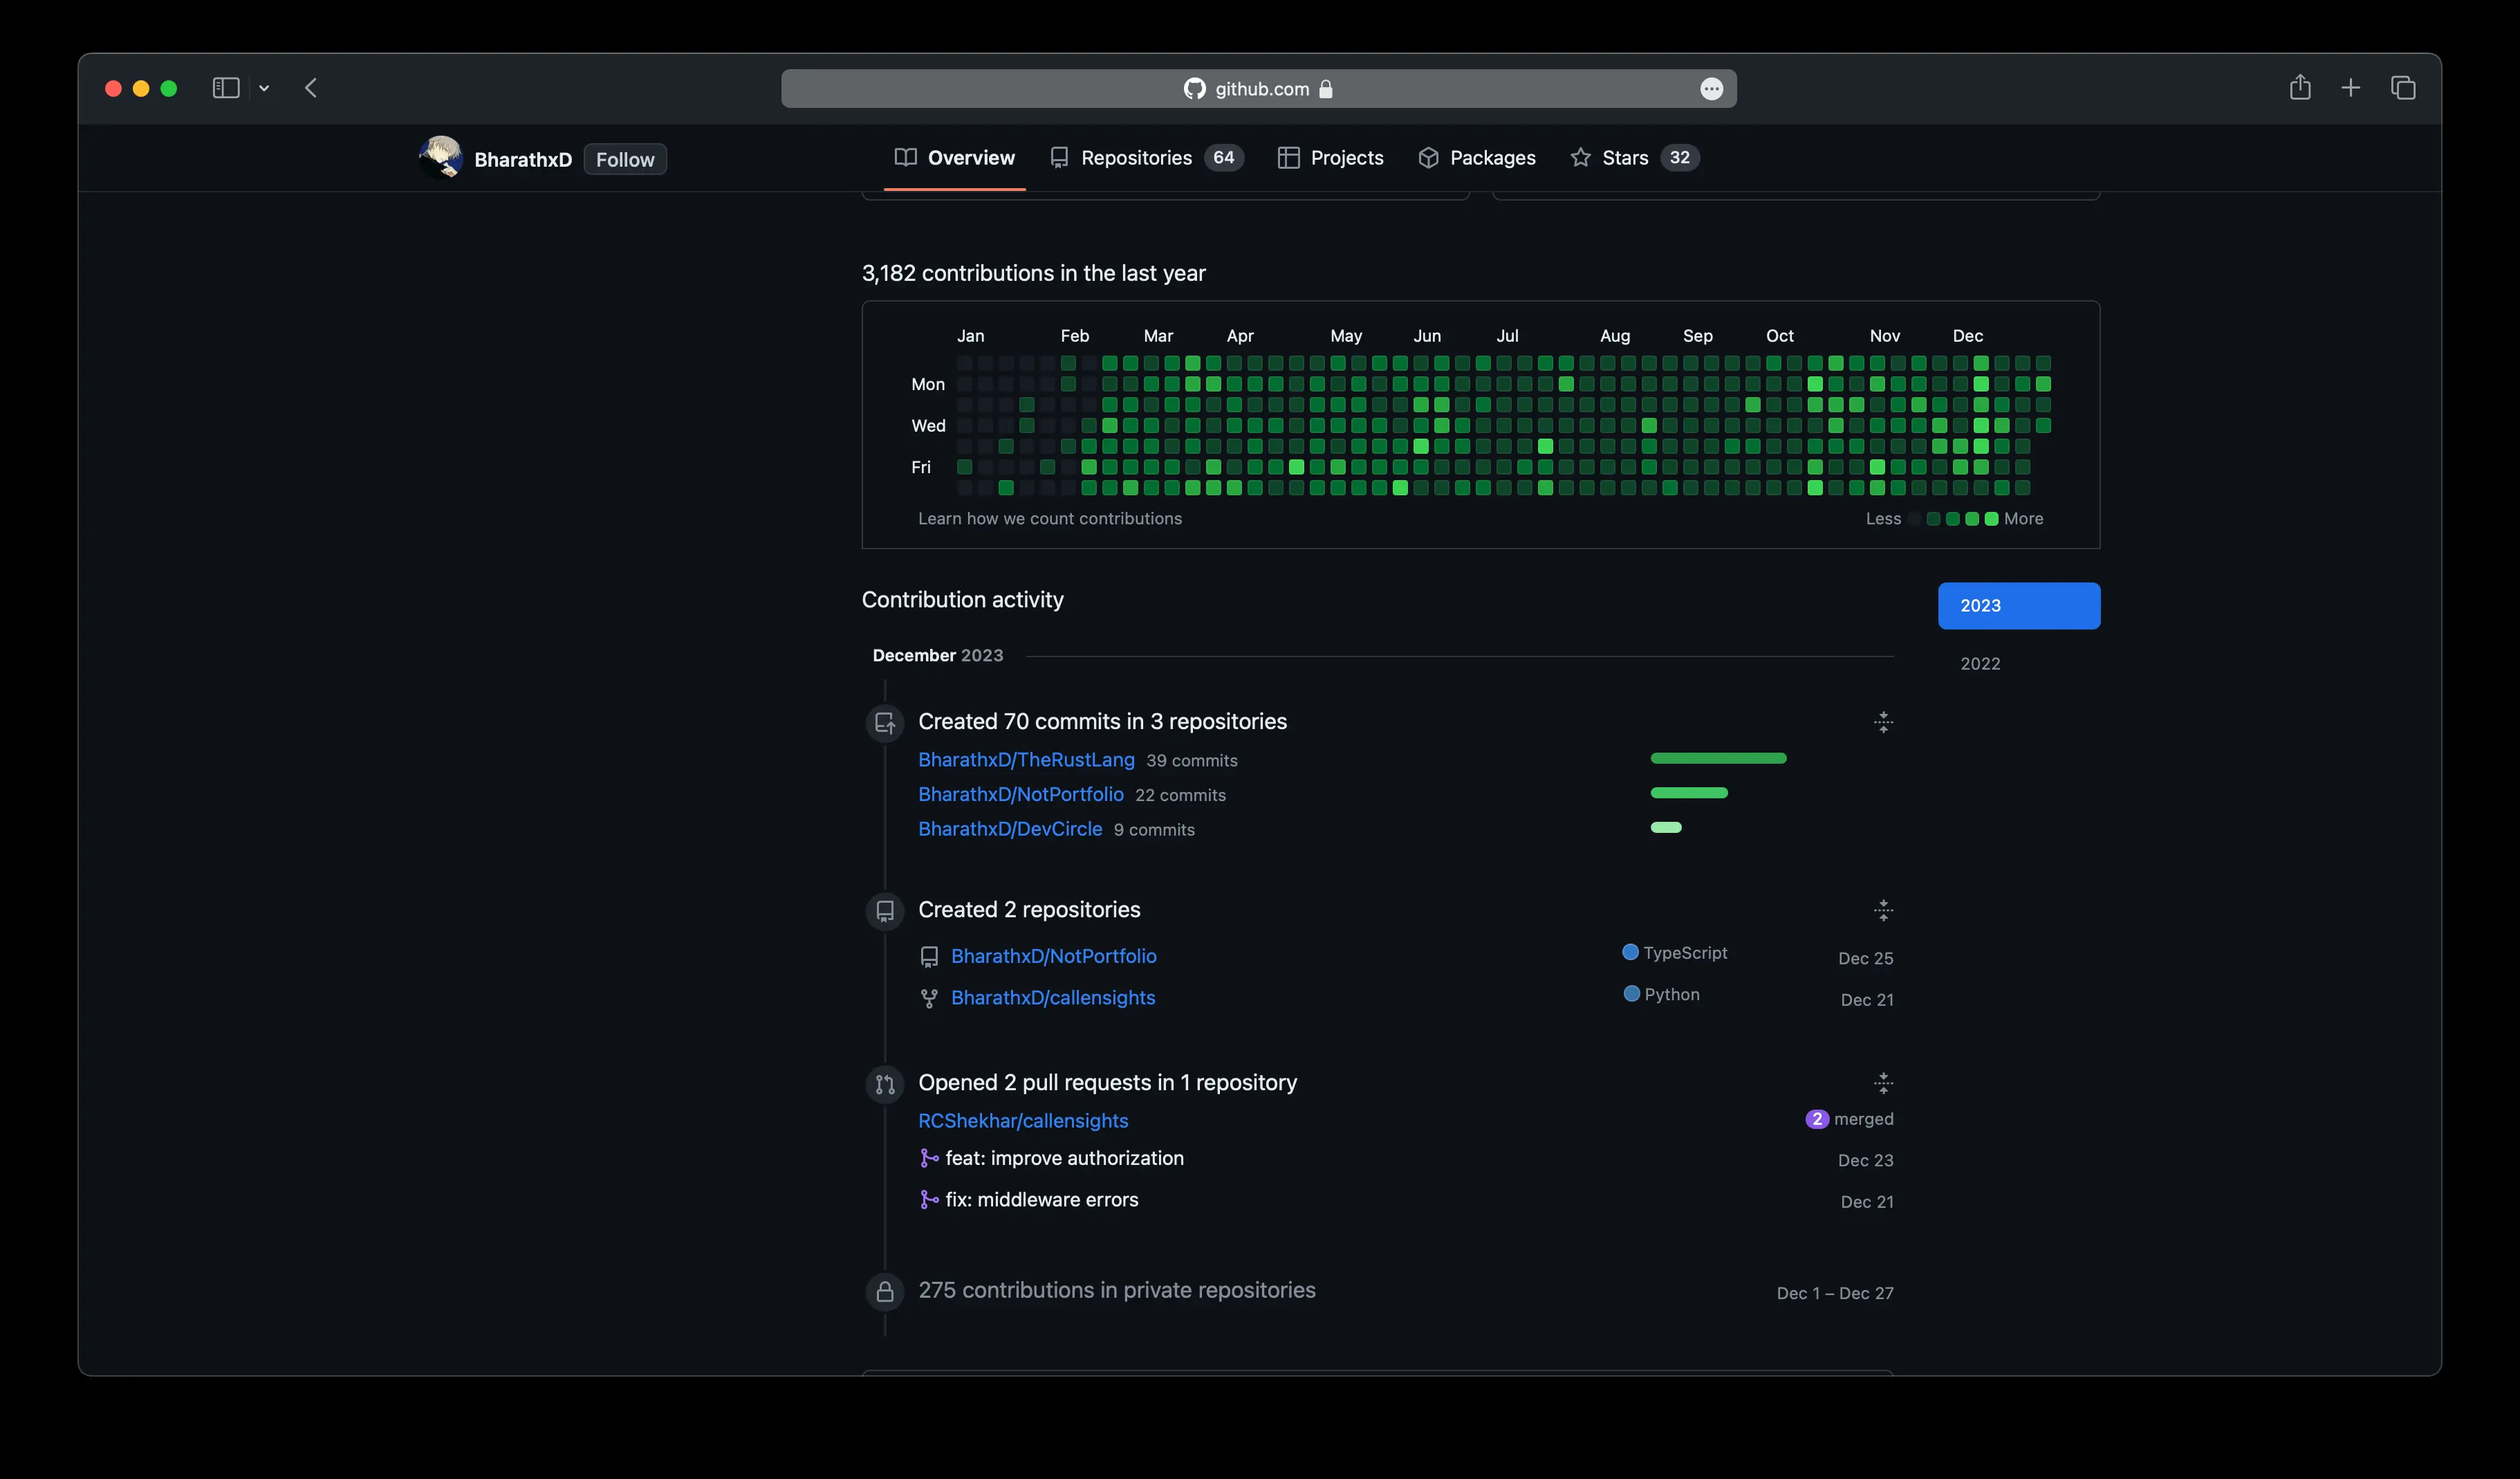 github.com
BharathxD Follow Overview Repositories 64 Projects Packages Stars 32
3,182 contributions in the last year
Jan Feb Mar Apr May Jun Jul Aug Sep Oct Nov Dec
Mon
Wed
Fri
Learn how we count contributions Less More
Contribution activity
2023
December 2023
2022
Created 70 commits in 3 repositories
BharathxD/TheRustLang 39 commits
BharathxD/NotPortfolio 22 commits
BharathxD/DevCircle 9 commits
Created 2 repositories
BharathxD/NotPortfolio TypeScript Dec 25
BharathxD/callensights Python Dec 21
Opened 2 pull requests in 1 repository
RCShekhar/callensights 2 merged
feat: improve authorization Dec 23
fix: middleware errors Dec 21
275 contributions in private repositories Dec 1 – Dec 27